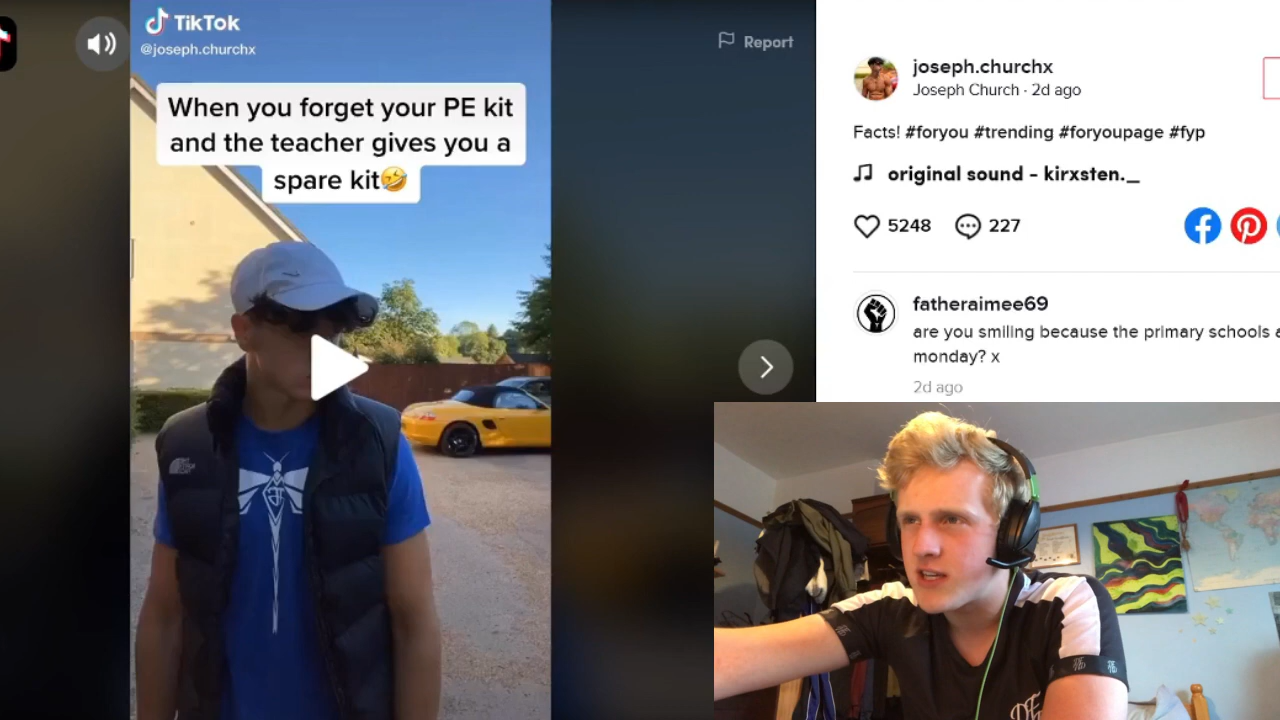 TikTok
@joseph.churchx
When you forget your PE kit
and the teacher gives you a
spare kit🤣
Report
joseph.churchx
Joseph Church · 2d ago
Facts! #foryou #trending #foryoupage #fyp
original sound - kirxsten._
5248
227
fatheraimee69
are you smiling because the primary schools
monday? x
2d ago